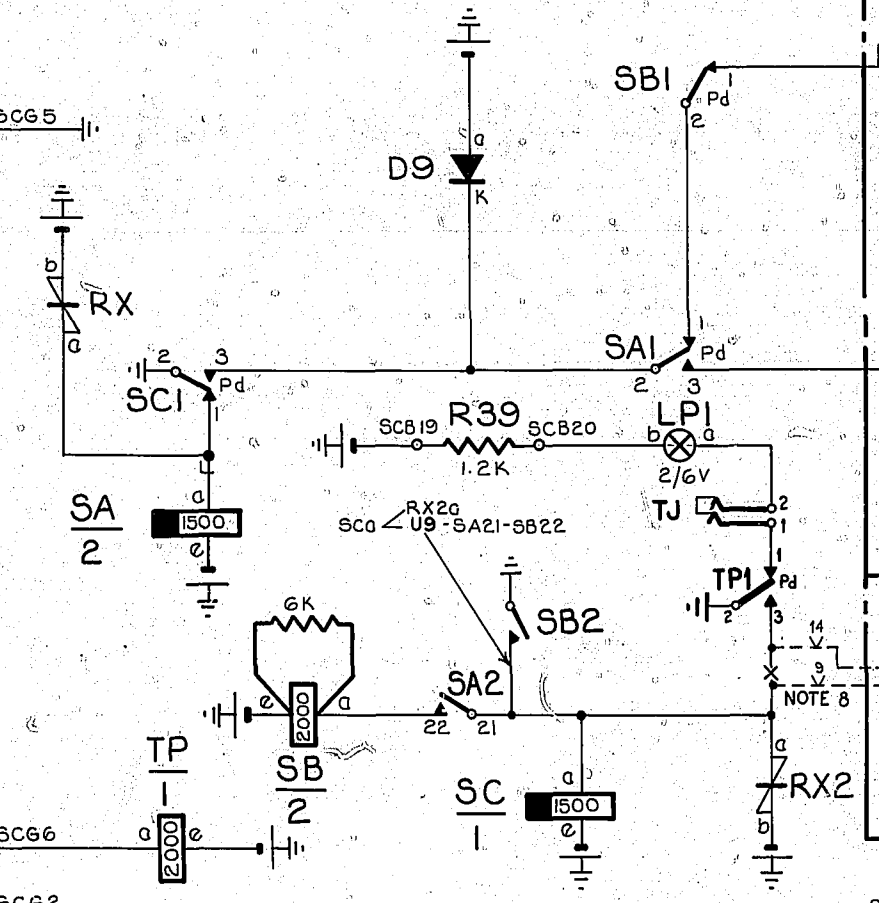 SB1
1
Pd
2
SCG5
a
D9
K
b
RX
a
1
SA1
Pd
2
3
2
3
Pd
SC1
1
SCB19
R39
SCB20
LP1
b
a
1.2K
2/6V
SA
2
a
1500
e
TJ
2
1
RX2a
SCa
U9-SA21-SB22
1
TP1
Pd
2
3
6K
SB2
14
9
NOTE 8
SA2
e
2000
a
22
21
SB
2
TP
1
SC
1
a
1500
e
a
RX2
b
SCG6
a
2000
e